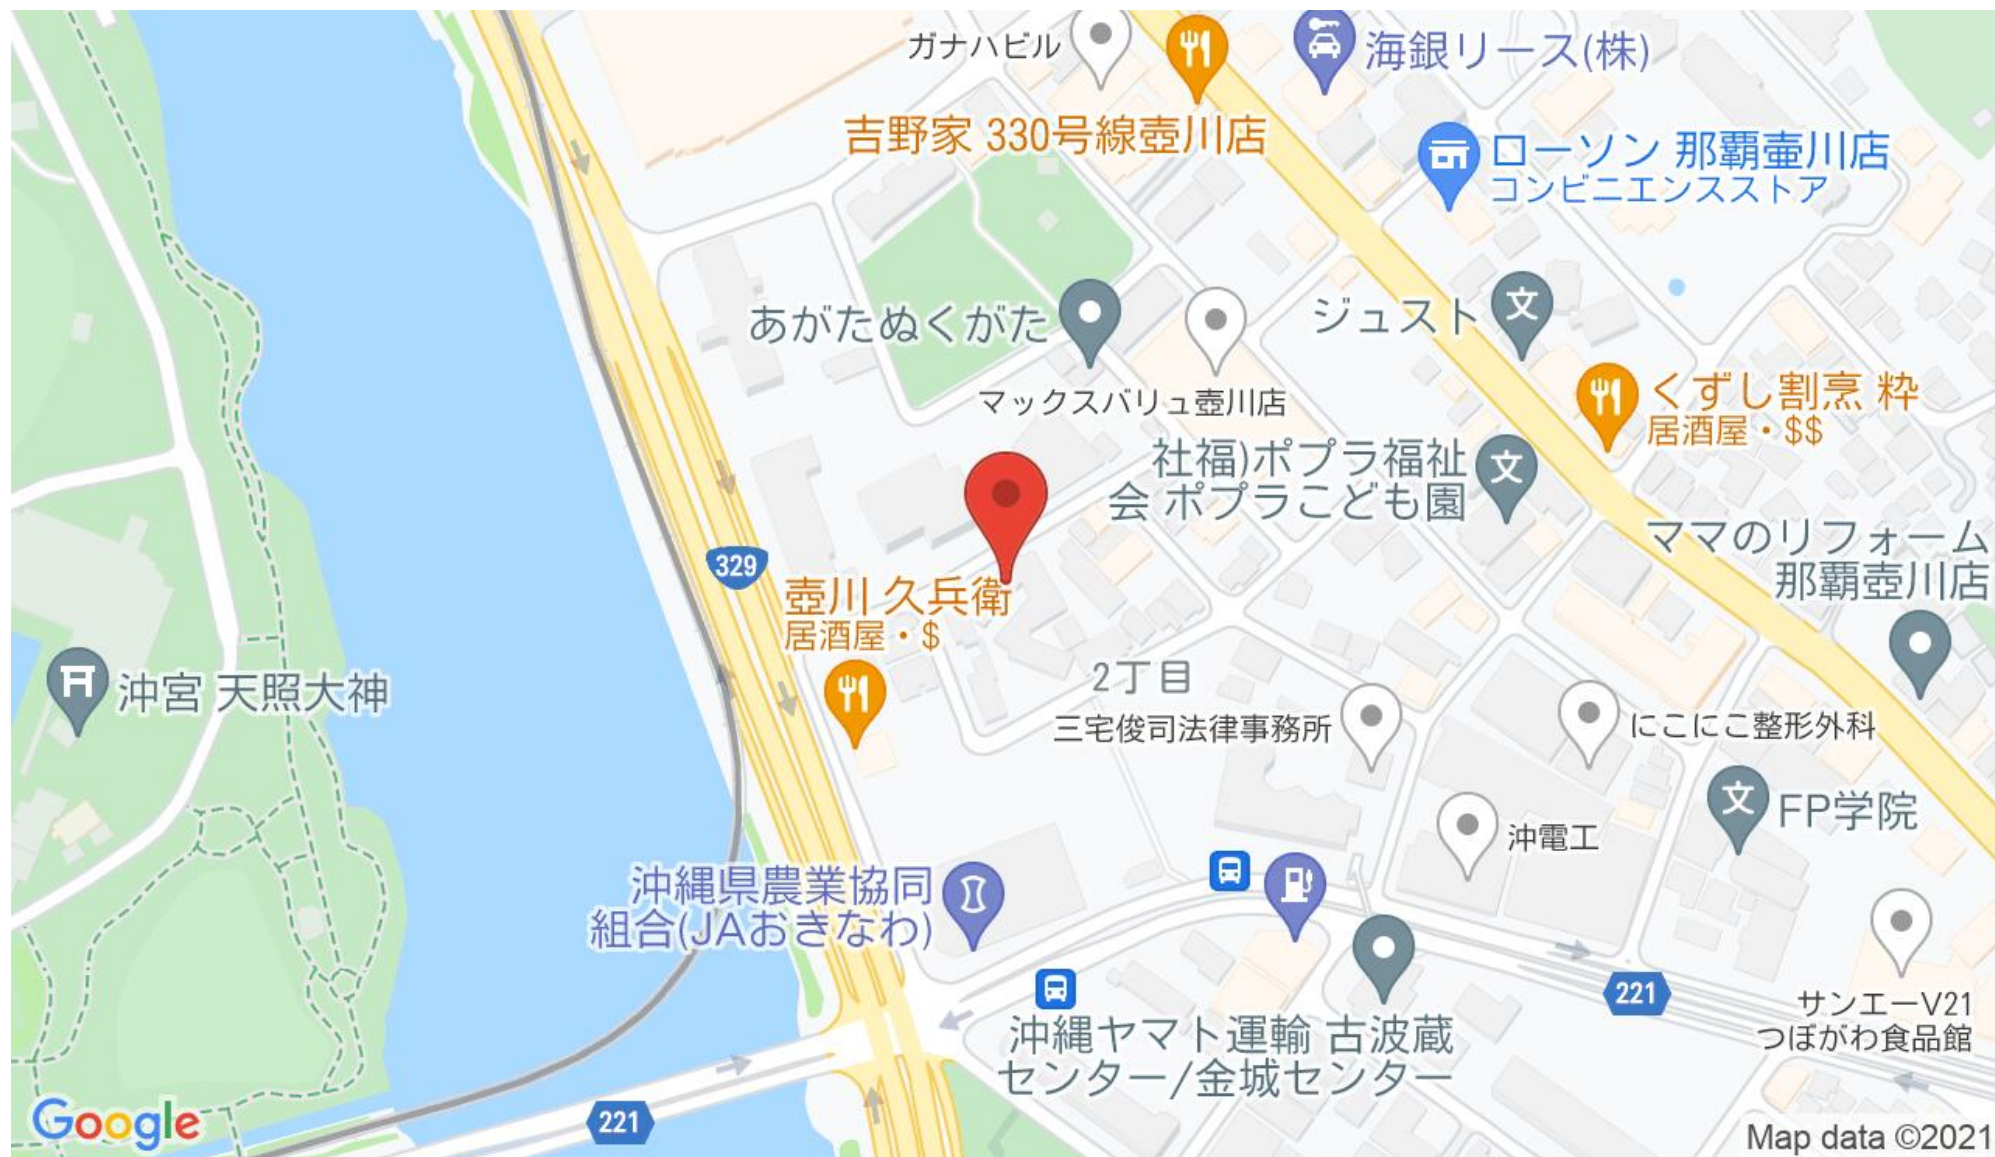 ガナハビル
海銀リース(株)
吉野家 330号線壺川店
ローソン 那覇壷川店
コンビニエンスストア
あがたぬくがた
ジュスト
文
マックスバリュ壺川店
くずし割烹 粋
居酒屋・$$
社福)ポプラ福祉
会 ポプラこども園
文
329
ママのリフォーム
那覇壺川店
壺川 久兵衛
居酒屋・$
沖宮 天照大神
2丁目
三宅俊司法律事務所
にこにこ整形外科
文
FP学院
沖電工
沖縄県農業協同
組合(JAおきなわ)
221
サンエーV21
つぼがわ食品館
沖縄ヤマト運輸 古波蔵
センター/金城センター
221
Google
Map data ©2021